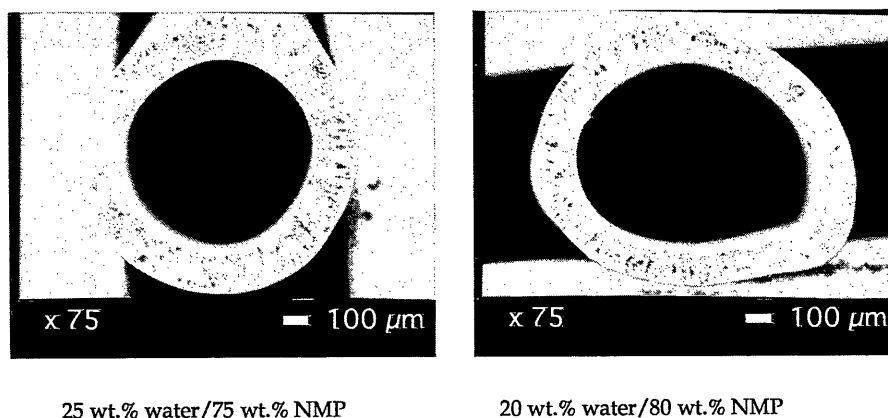 x 75 100 μm
x 75 100 μm
25 wt.% water/75 wt.% NMP
20 wt.% water/80 wt.% NMP